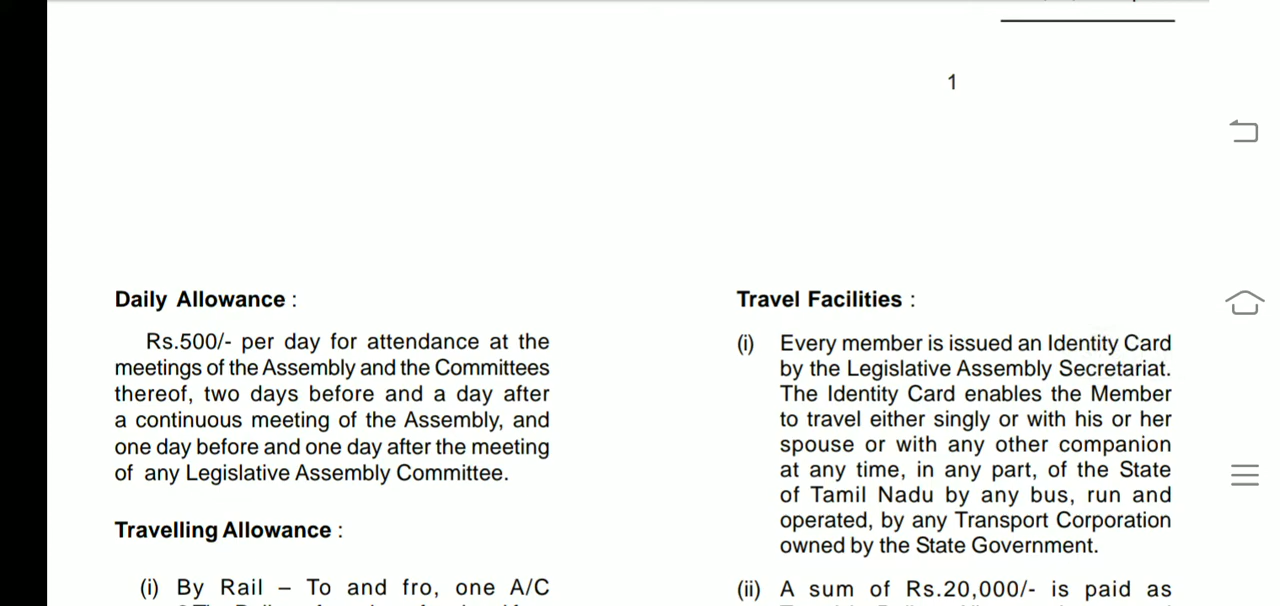 1
Daily Allowance :
Rs.500/- per day for attendance at the
meetings of the Assembly and the Committees
thereof, two days before and a day after
a continuous meeting of the Assembly, and
one day before and one day after the meeting
of any Legislative Assembly Committee.
Travelling Allowance :
(i) By Rail – To and fro, one A/C
Travel Facilities :
(i) Every member is issued an Identity Card
by the Legislative Assembly Secretariat.
The Identity Card enables the Member
to travel either singly or with his or her
spouse or with any other companion
at any time, in any part, of the State
of Tamil Nadu by any bus, run and
operated, by any Transport Corporation
owned by the State Government.
(ii) A sum of Rs.20,000/- is paid as